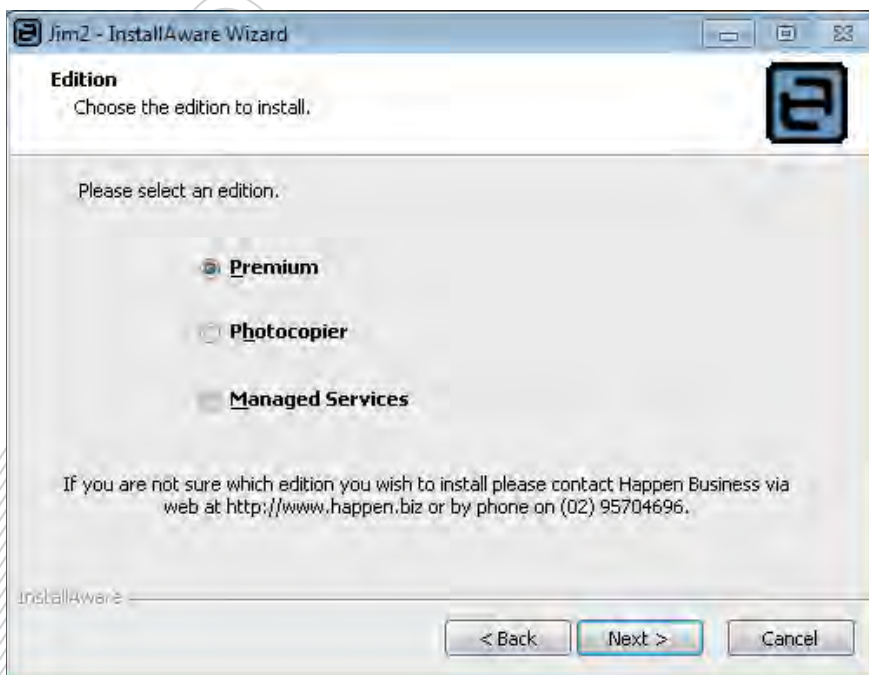 Jim2 - InstallAware Wizard
Edition
Choose the edition to install.
Please select an edition.
Premium
Photocopier
Managed Services
If you are not sure which edition you wish to install please contact Happen Business via
web at http://www.happen.biz or by phone on (02) 95704696.
InstallAware
< Back Next > Cancel